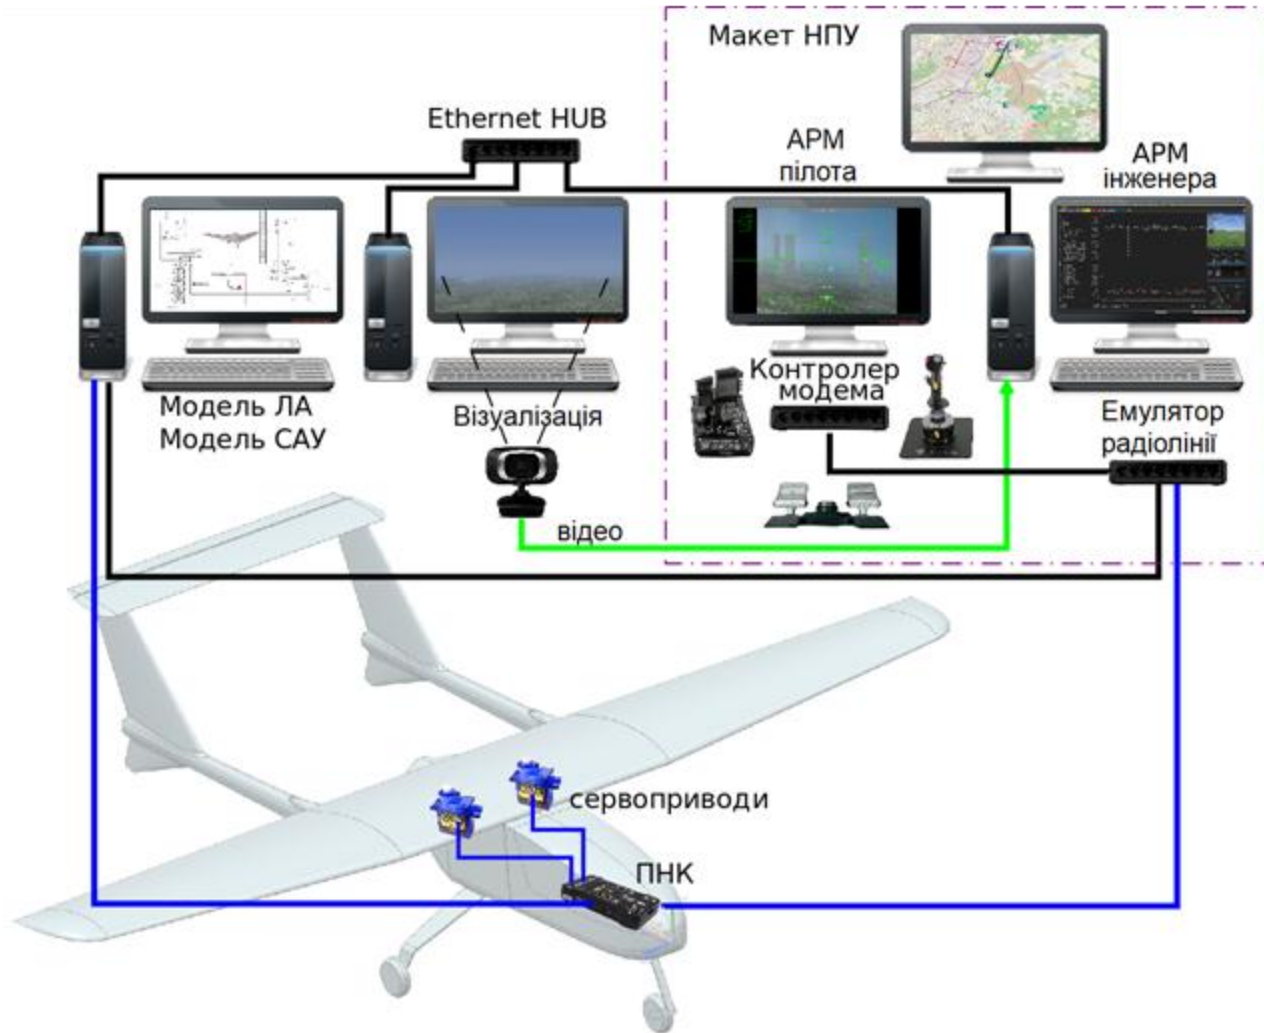 Макет НПУ
Ethernet HUB
АРМ
пілота
АРМ
інженера
Модель ЛА
Модель САУ
Візуалізація
Контролер
модема
Емулятор
радіолінії
відео
сервоприводи
ПНК